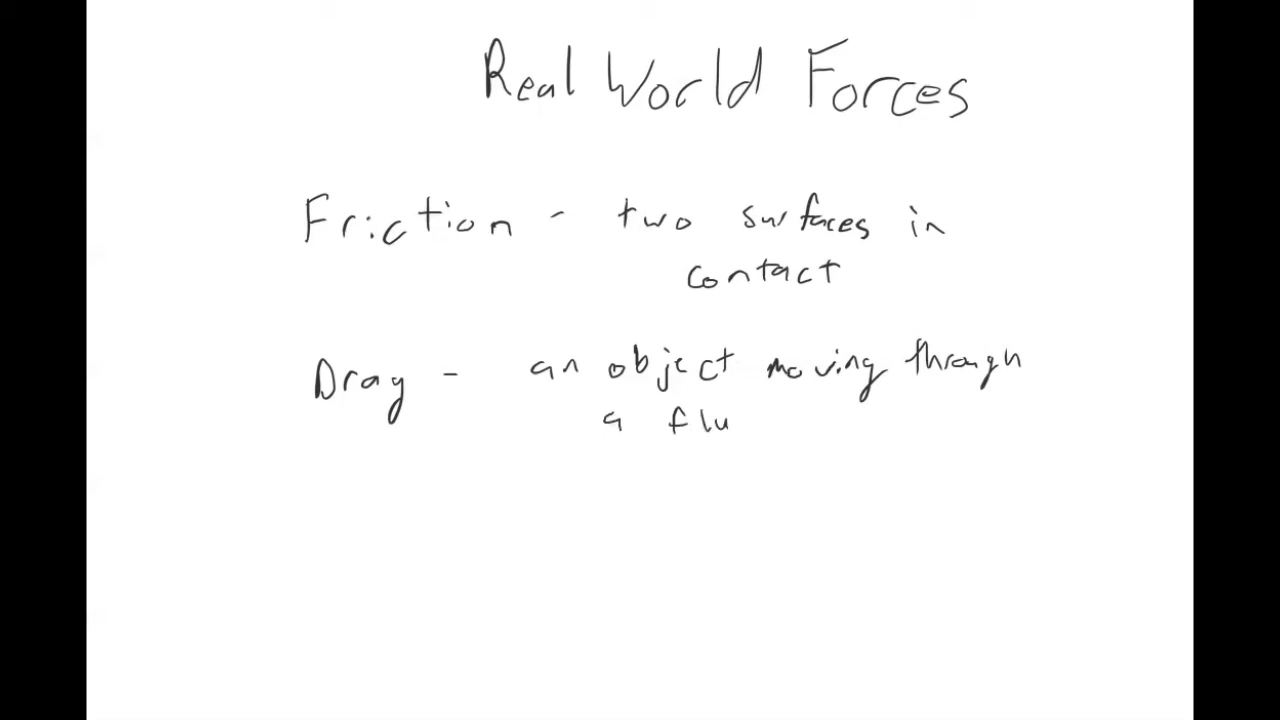 Real World Forces
Friction - two surfaces in
contact
Drag - an object moving through
a flu